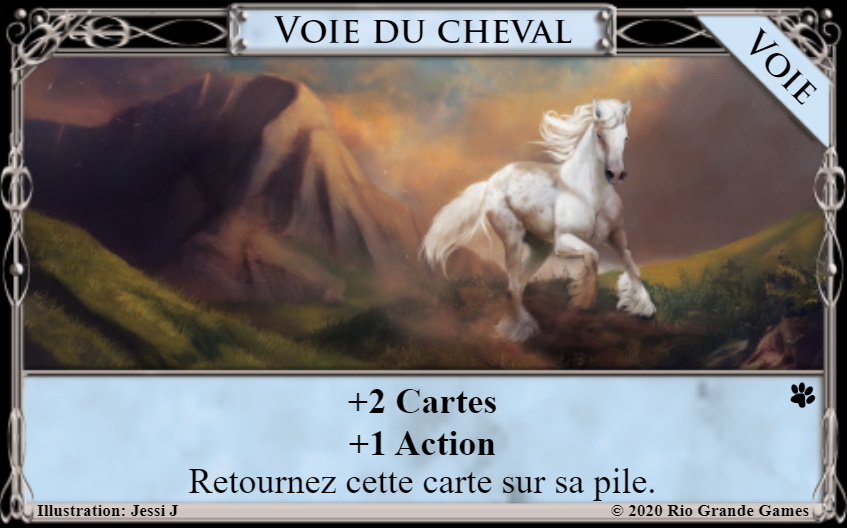 VOIE DU CHEVAL
VOIE
+2 Cartes
+1 Action
Retournez cette carte sur sa pile.
Illustration: Jessi J
© 2020 Rio Grande Games